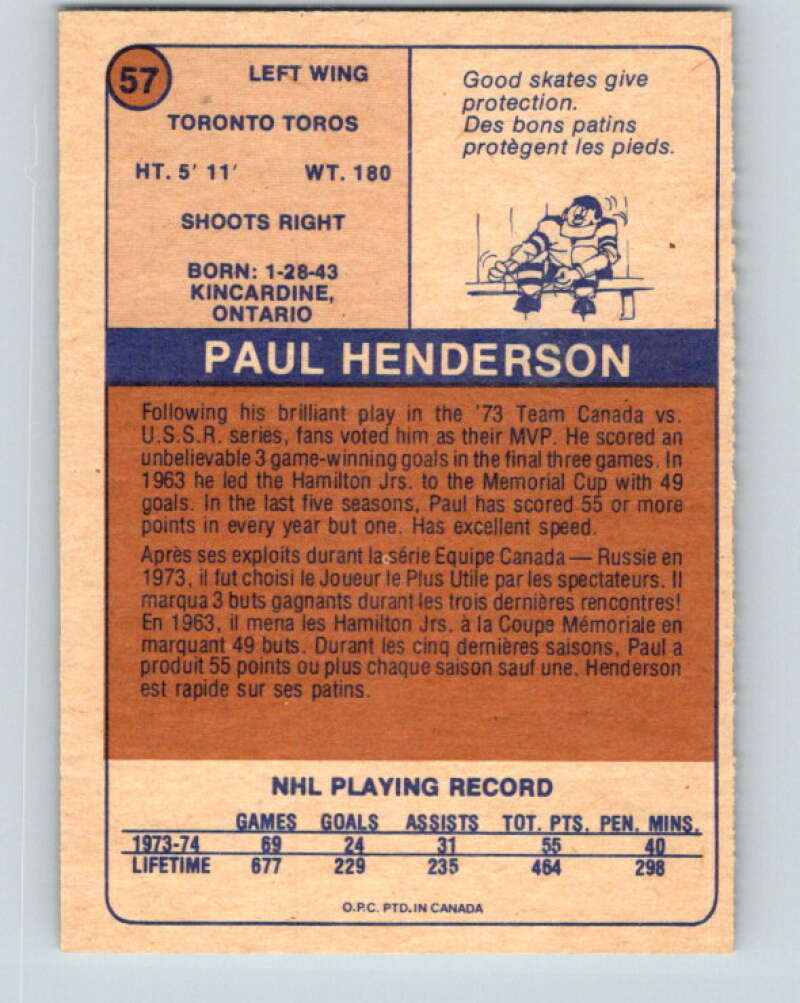 57
LEFT WING
TORONTO TOROS
HT. 5' 11' WT. 180
SHOOTS RIGHT
BORN: 1-28-43
KINCARDINE,
ONTARIO
Good skates give
protection.
Des bons patins
protègent les pieds.
PAUL HENDERSON
Following his brilliant play in the '73 Team Canada vs.
U.S.S.R. series, fans voted him as their MVP. He scored an
unbelievable 3 game-winning goals in the final three games. In
1963 he led the Hamilton Jrs. to the Memorial Cup with 49
goals. In the last five seasons, Paul has scored 55 or more
points in every year but one. Has excellent speed.
Après ses exploits durant la série Equipe Canada — Russie en
1973, il fut choisi le Joueur le Plus Utile par les spectateurs. Il
marqua 3 buts gagnants durant les trois dernières rencontres!
En 1963, il mena les Hamilton Jrs. à la Coupe Mémoriale en
marquant 49 buts. Durant les cinq dernières saisons, Paul a
produit 55 points ou plus chaque saison sauf une. Henderson
est rapide sur ses patins.
NHL PLAYING RECORD
GAMES GOALS ASSISTS TOT. PTS. PEN. MINS.
1973-74 69 24 31 55 40
LIFETIME 677 229 235 464 298
O.P.C. PTD. IN CANADA